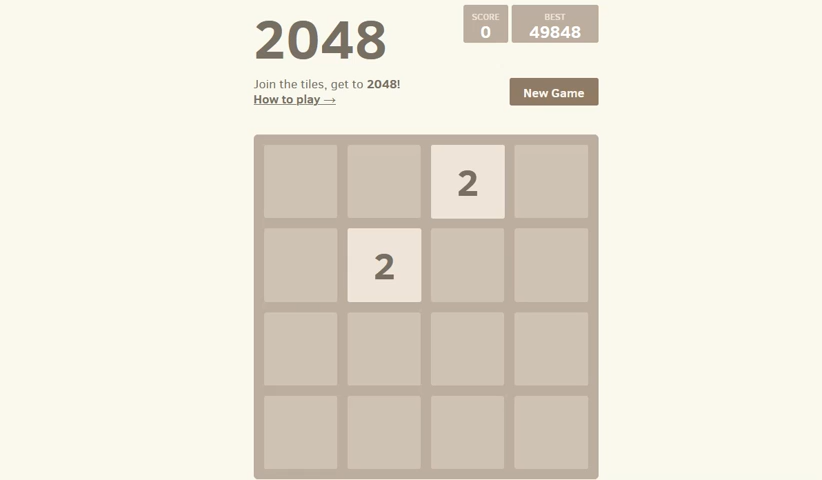 2048
SCORE
0
BEST
49848
Join the tiles, get to 2048!
How to play →
New Game
2
2